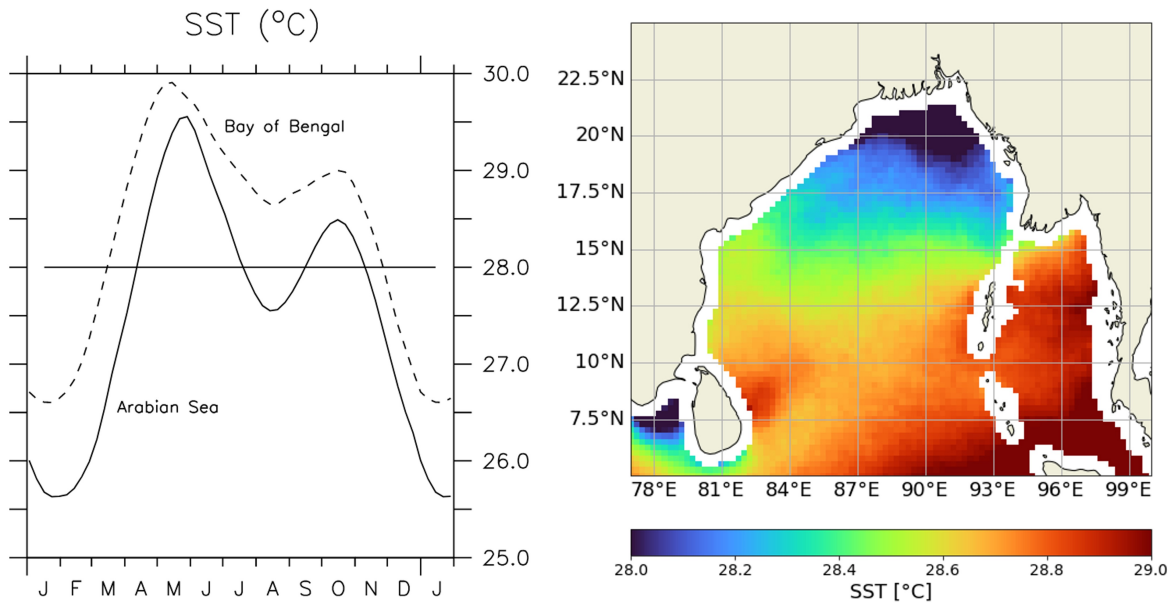 SST (°C)
30.0
29.0
28.0
27.0
26.0
25.0
Bay of Bengal
Arabian Sea
J F M A M J J A S O N D J
22.5°N
20°N
17.5°N
15°N
12.5°N
10°N
7.5°N
78°E 81°E 84°E 87°E 90°E 93°E 96°E 99°E
28.0 28.2 28.4 28.6 28.8 29.0
SST [°C]